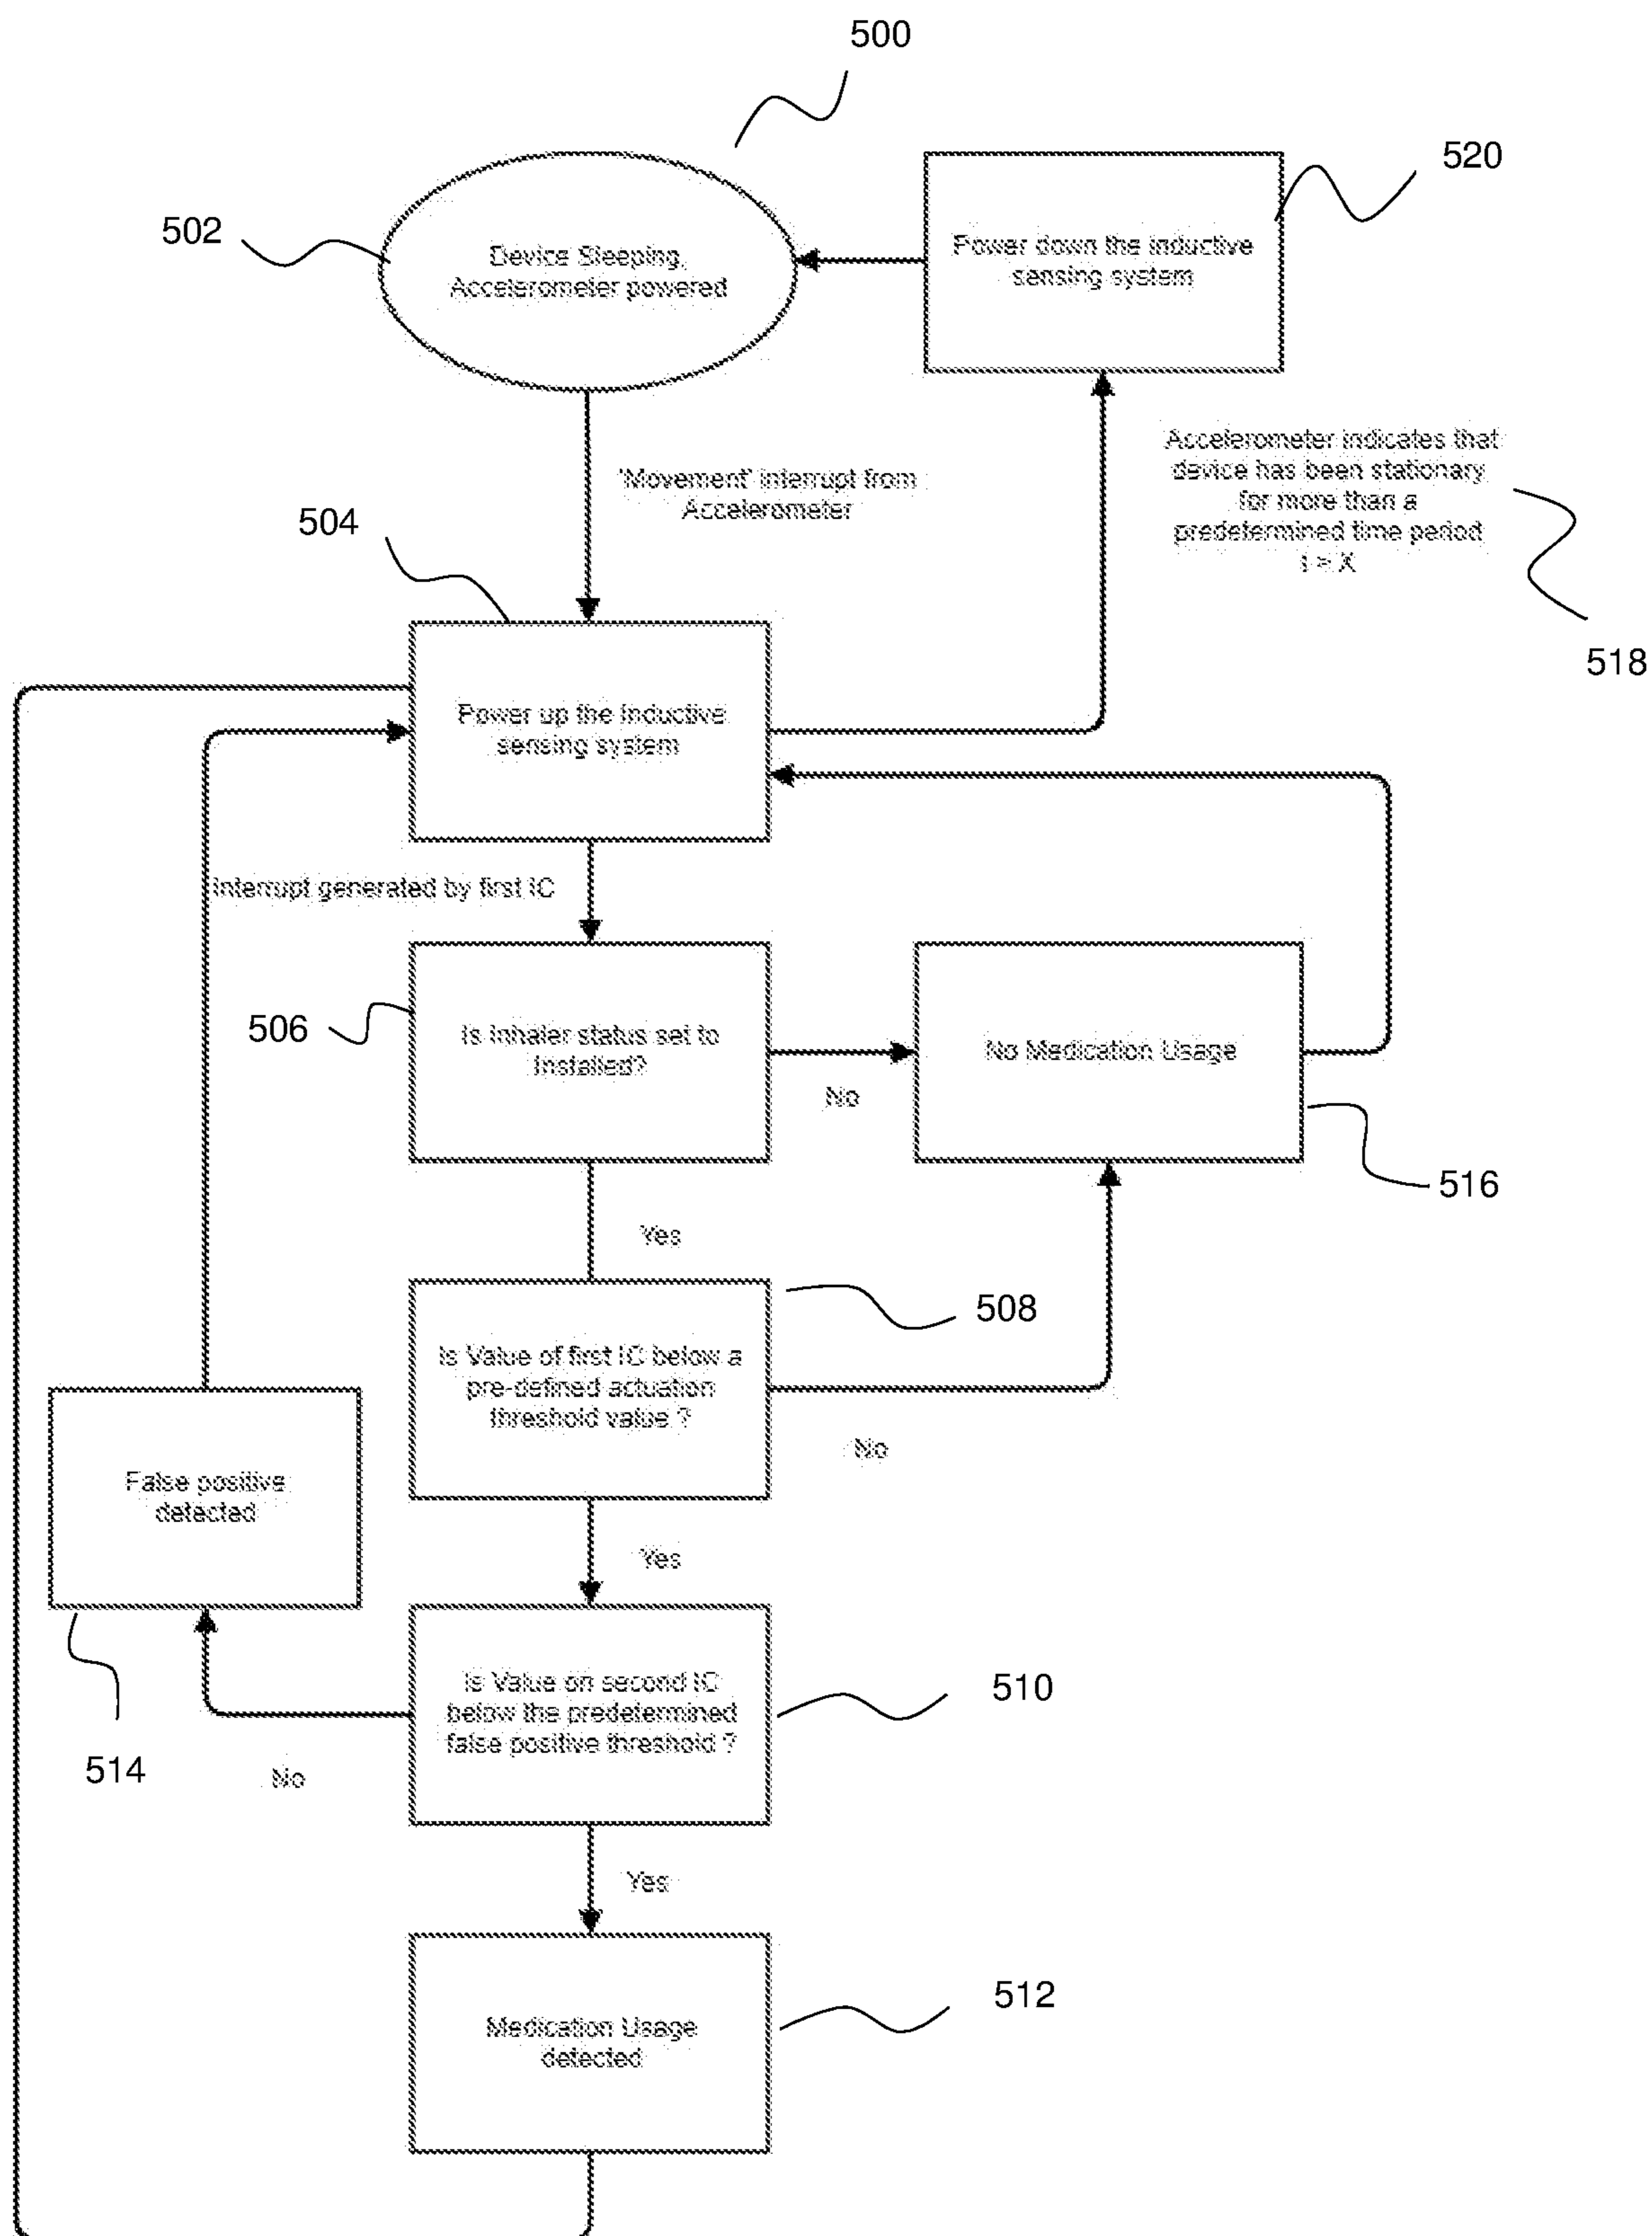 500
520
502
Device Sleeping,
Accelerometer powered
Power down the inductive
sensing system
'Movement' interrupt from
Accelerometer
Accelerometer indicates that
device has been stationary
for more than a
predetermined time period
t > X
504
518
Power up the Inductive
sensing system
Interrupt generated by first IC
506
Is Inhaler status set to
Installed?
No
No Medication Usage
516
Yes
508
Is Value of first IC below a
pre-defined actuation
threshold value ?
No
False positive
detected
Yes
Is Value on second IC
below the predetermined
false positive threshold ?
510
514
No
Yes
Medication Usage
detected
512